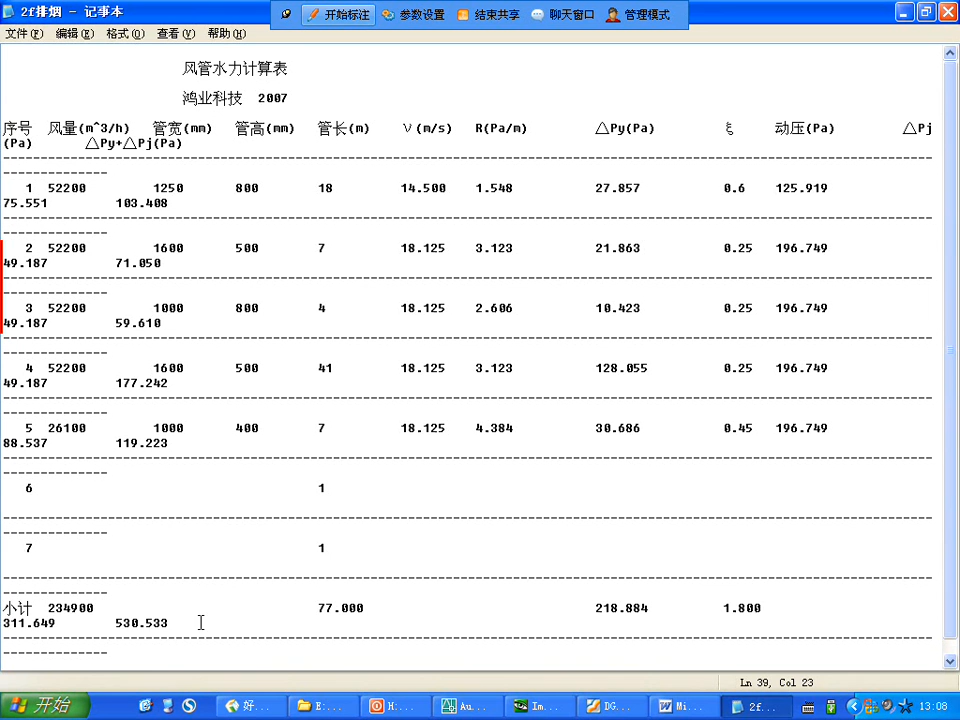 2f排烟 - 记事本
开始标注 参数设置 结束共享 聊天窗口 管理模式
文件(F) 编辑(E) 格式(O) 查看(V) 帮助(H)
风管水力计算表
鸿业科技 2007
序号 风量(m^3/h) 管宽(mm) 管高(mm) 管长(m) ν(m/s) R(Pa/m) △Py(Pa) ξ 动压(Pa) △Pj
(Pa) △Py+△Pj(Pa)
1 52200 1250 800 18 14.500 1.548 27.857 0.6 125.919
75.551 103.408
2 52200 1600 500 7 18.125 3.123 21.863 0.25 196.749
49.187 71.050
3 52200 1000 800 4 18.125 2.606 10.423 0.25 196.749
49.187 59.610
4 52200 1600 500 41 18.125 3.123 128.055 0.25 196.749
49.187 177.242
5 26100 1000 400 7 18.125 4.384 30.686 0.45 196.749
88.537 119.223
6 1
7 1
小计 234900 77.000 218.884 1.800
311.649 530.533
Ln 39, Col 23
开始 好... E:... H:... Au... Im... DG... Mi... 2f... 13:08